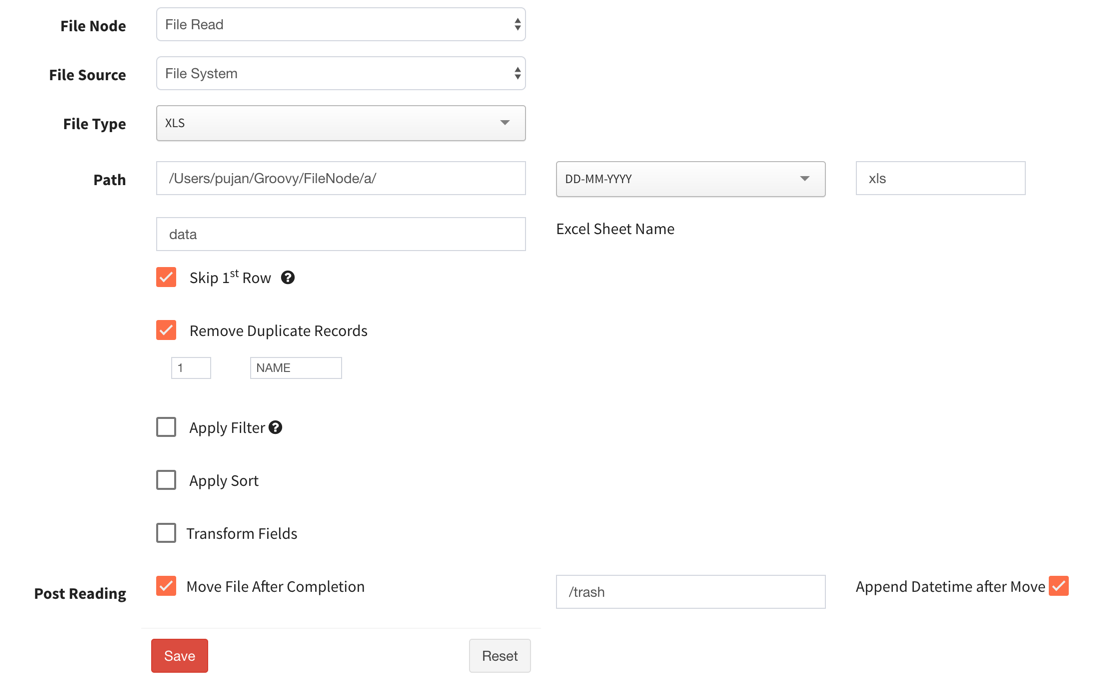 File Node File Read
File Source File System
File Type XLS
Path /Users/pujan/Groovy/FileNode/a/ DD-MM-YYYY xls
data Excel Sheet Name
Skip 1st Row ?
Remove Duplicate Records
1 NAME
Apply Filter ?
Apply Sort
Transform Fields
Post Reading Move File After Completion /trash Append Datetime after Move
Save Reset